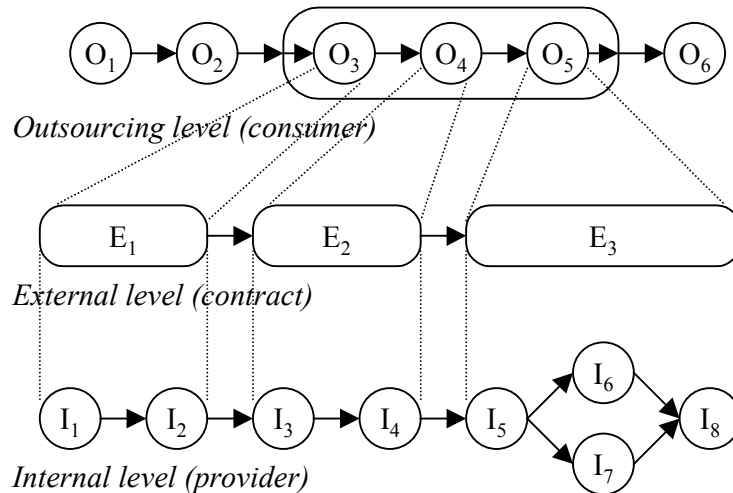 O1 O2 O3 O4 O5 O6
Outsourcing level (consumer)
E1 E2 E3
External level (contract)
I6
I1 I2 I3 I4 I5 I8
I7
Internal level (provider)